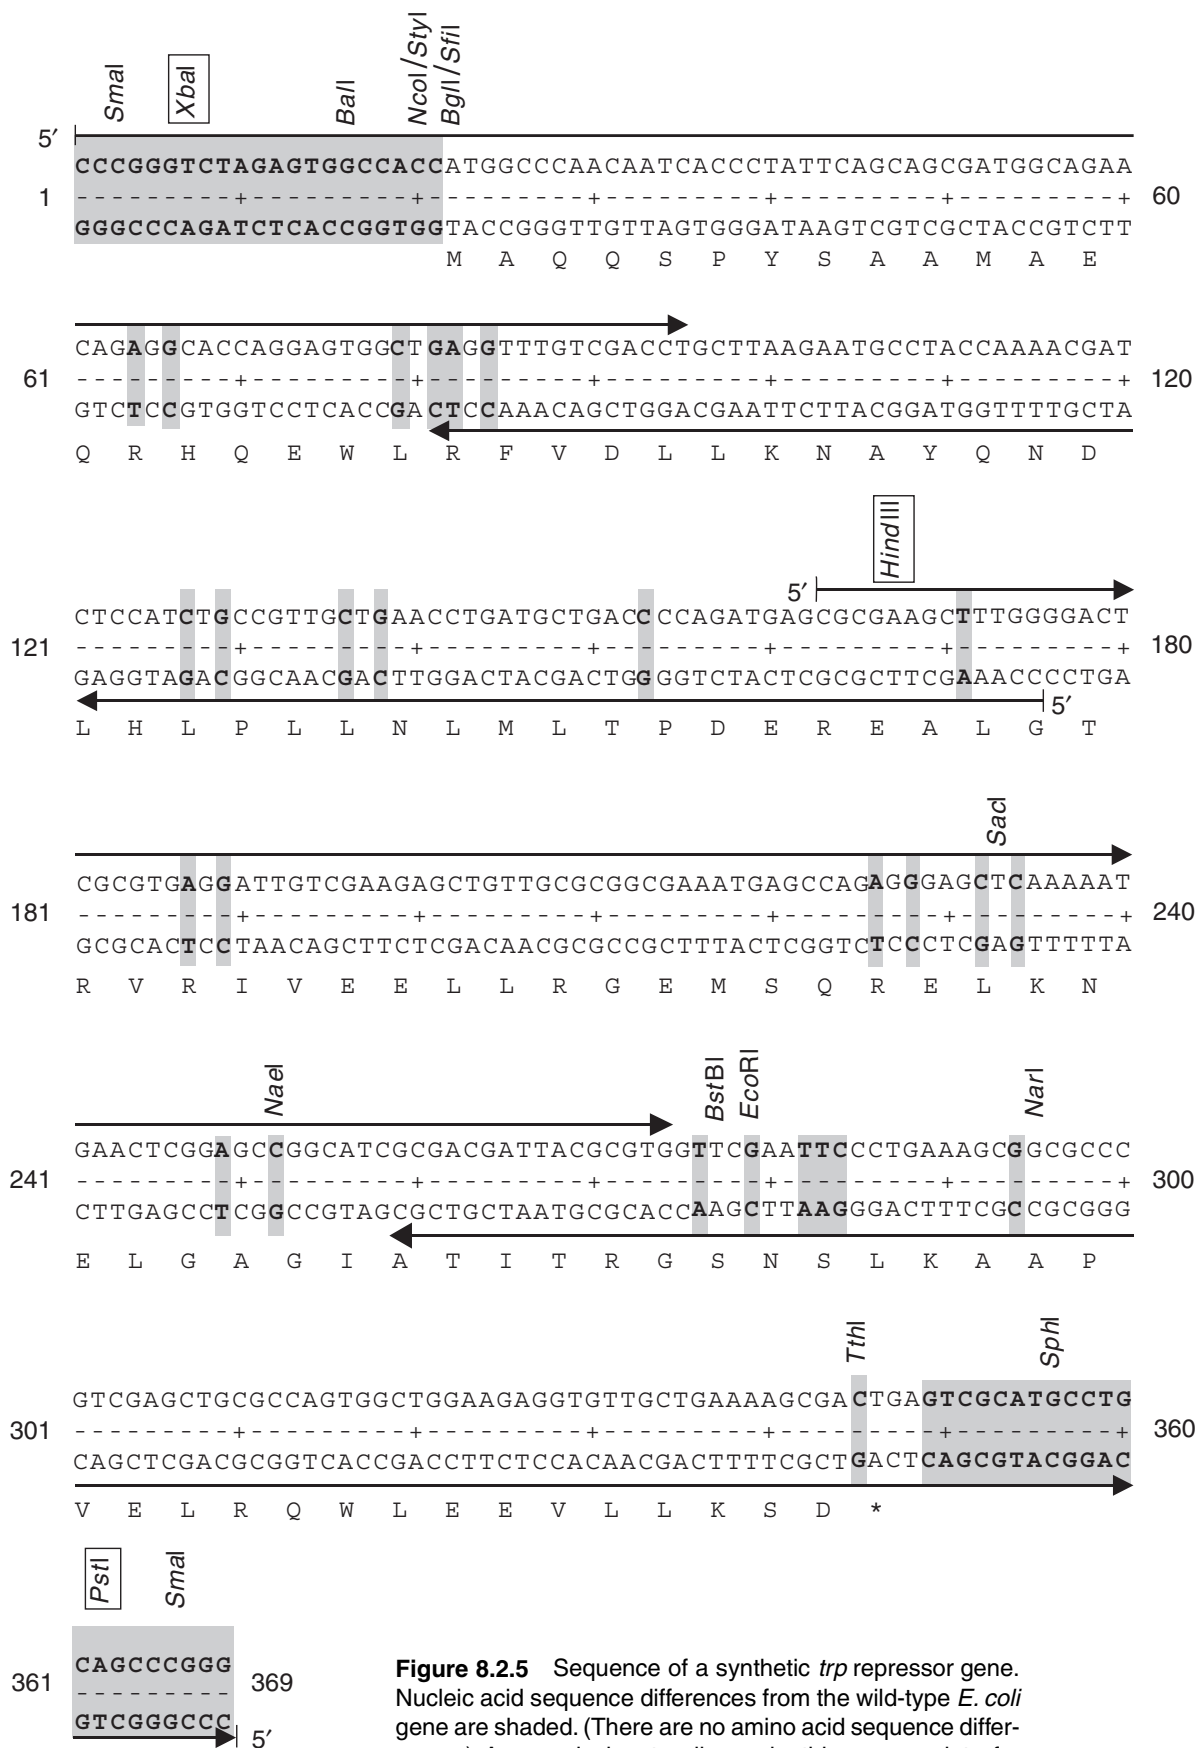 SmaI XbaI BalI NcoI/StyI BglI/SfiI
5′
CCCGGGTCTAGAGTGGCCACCATGGCCCAACAATCACCCTATTCAGCAGCGATGGCAGAA
1 ---------+---------+---------+---------+---------+---------+ 60
GGGCCCAGATCTCACCGGTGGTACCGGGTTGTTAGTGGGATAAGTCGTCGCTACCGTCTT
M A Q Q S P Y S A A M A E
CAGAGGCACCAGGAGTGGCTGAGGTTTGTCGACCTGCTTAAGAATGCCTACCAAAACGAT
61 ---------+---------+---------+---------+---------+---------+ 120
GTCTCCGTGGTCCTCACCGACTCCAAACAGCTGGACGAATTCTTACGGATGGTTTTGCTA
Q R H Q E W L R F V D L L K N A Y Q N D
HindIII
5′
CTCCATCTGCCGTTGCTGAACCTGATGCTGACCCCAGATGAGCGCGAAGCTTTGGGGACT
121 ---------+---------+---------+---------+---------+---------+ 180
GAGGTAGACGGCAACGACTTGGACTACGACTGGGGTCTACTCGCGCTTCGAAACCCCTGA
5′
L H L P L L N L M L T P D E R E A L G T
SacI
CGCGTGAGGATTGTCGAAGAGCTGTTGCGCGGCGAAATGAGCCAGAGGGAGCTCAAAAAT
181 ---------+---------+---------+---------+---------+---------+ 240
GCGCACTCCTAACAGCTTCTCGACAACGCGCCGCTTTACTCGGTCTCCCTCGAGTTTTTA
R V R I V E E L L R G E M S Q R E L K N
NaeI BstBI EcoRI NarI
GAACTCGGAGCCGGCATCGCGACGATTACGCGTGGTTCGAATTCCCTGAAAGCGGCGCCC
241 ---------+---------+---------+---------+---------+---------+ 300
CTTGAGCCTCGGCCGTAGCGCTGCTAATGCGCACCAAGCTTAAGGGACTTTCGCCGCGGG
E L G A G I A T I T R G S N S L K A A P
TthI SphI
GTCGAGCTGCGCCAGTGGCTGGAAGAGGTGTTGCTGAAAAGCGACTGAGTCGCATGCCTG
301 ---------+---------+---------+---------+---------+---------+ 360
CAGCTCGACGCGGTCACCGACCTTCTCCACAACGACTTTTCGCTGACTCAGCGTACGGAC
V E L R Q W L E E V L L K S D *
PstI SmaI
CAGCCCGGG
361 --------- 369
GTCGGGCCC
5′
Figure 8.2.5 Sequence of a synthetic trp repressor gene.
Nucleic acid sequence differences from the wild-type E. coli
gene are shaded. (There are no amino acid sequence differ-